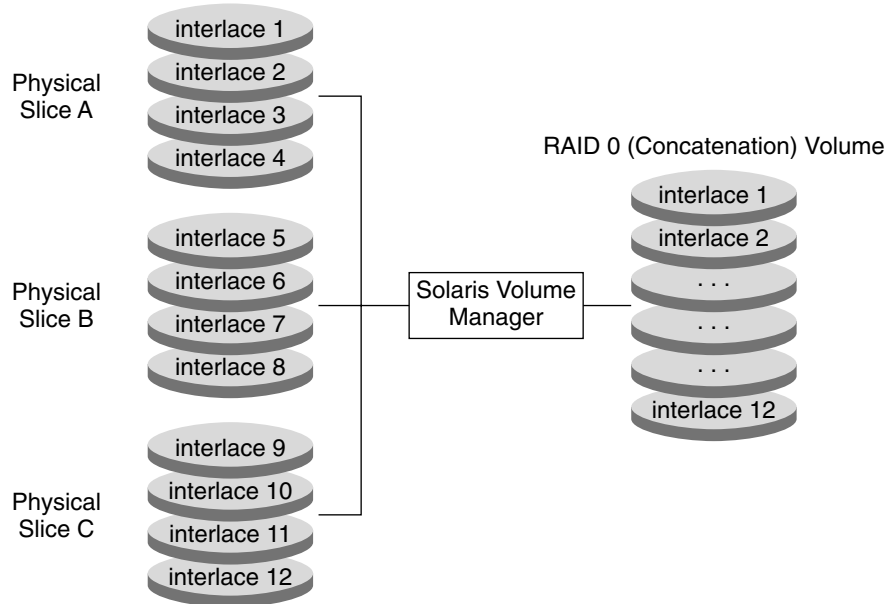 interlace 1
interlace 2
interlace 3
interlace 4
Physical
Slice A
interlace 5
interlace 6
interlace 7
interlace 8
Physical
Slice B
interlace 9
interlace 10
interlace 11
interlace 12
Physical
Slice C
Solaris Volume
Manager
RAID 0 (Concatenation) Volume
interlace 1
interlace 2
. . .
. . .
. . .
interlace 12